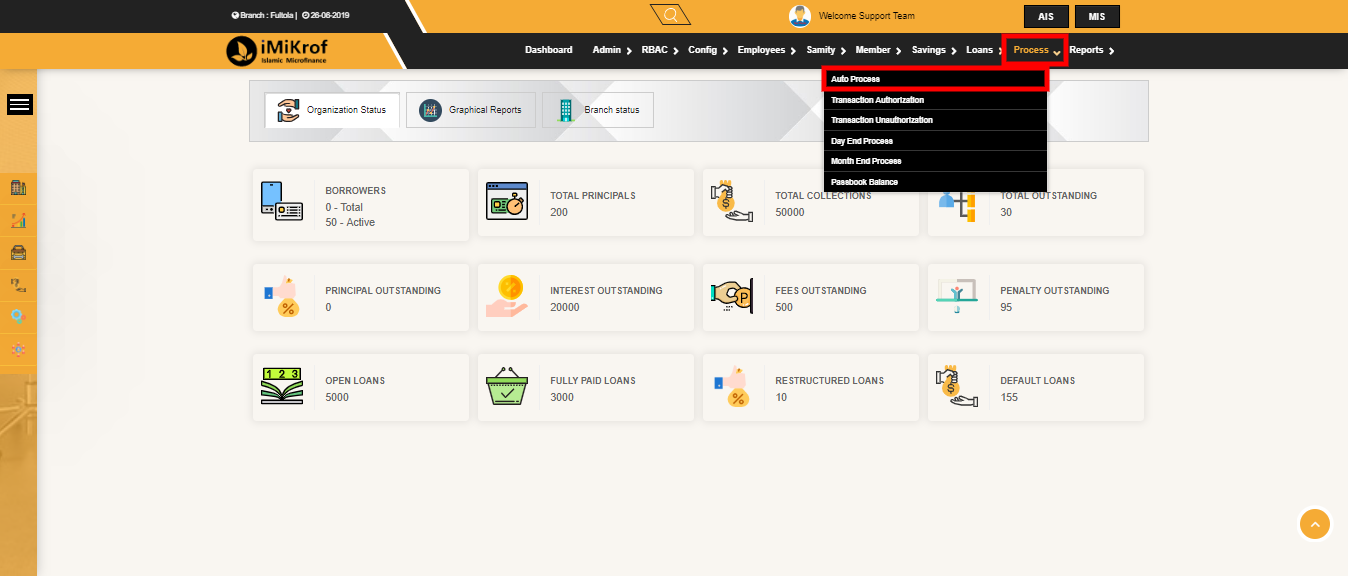 Branch : Fultola | 26-06-2019
Welcome Support Team
AIS
MIS
iMiKrof
Islamic Microfinance
Dashboard Admin RBAC Config Employees Samity Member Savings Loans Process Reports
Auto Process
Transaction Authorization
Transaction Unauthorization
Day End Process
Month End Process
Passbook Balance
Organization Status
Graphical Reports
Branch status
BORROWERS
0 - Total
50 - Active
TOTAL PRINCIPALS
200
TOTAL COLLECTIONS
50000
TOTAL OUTSTANDING
30
PRINCIPAL OUTSTANDING
0
INTEREST OUTSTANDING
20000
FEES OUTSTANDING
500
PENALTY OUTSTANDING
95
1 2 3
OPEN LOANS
5000
FULLY PAID LOANS
3000
RESTRUCTURED LOANS
10
DEFAULT LOANS
155